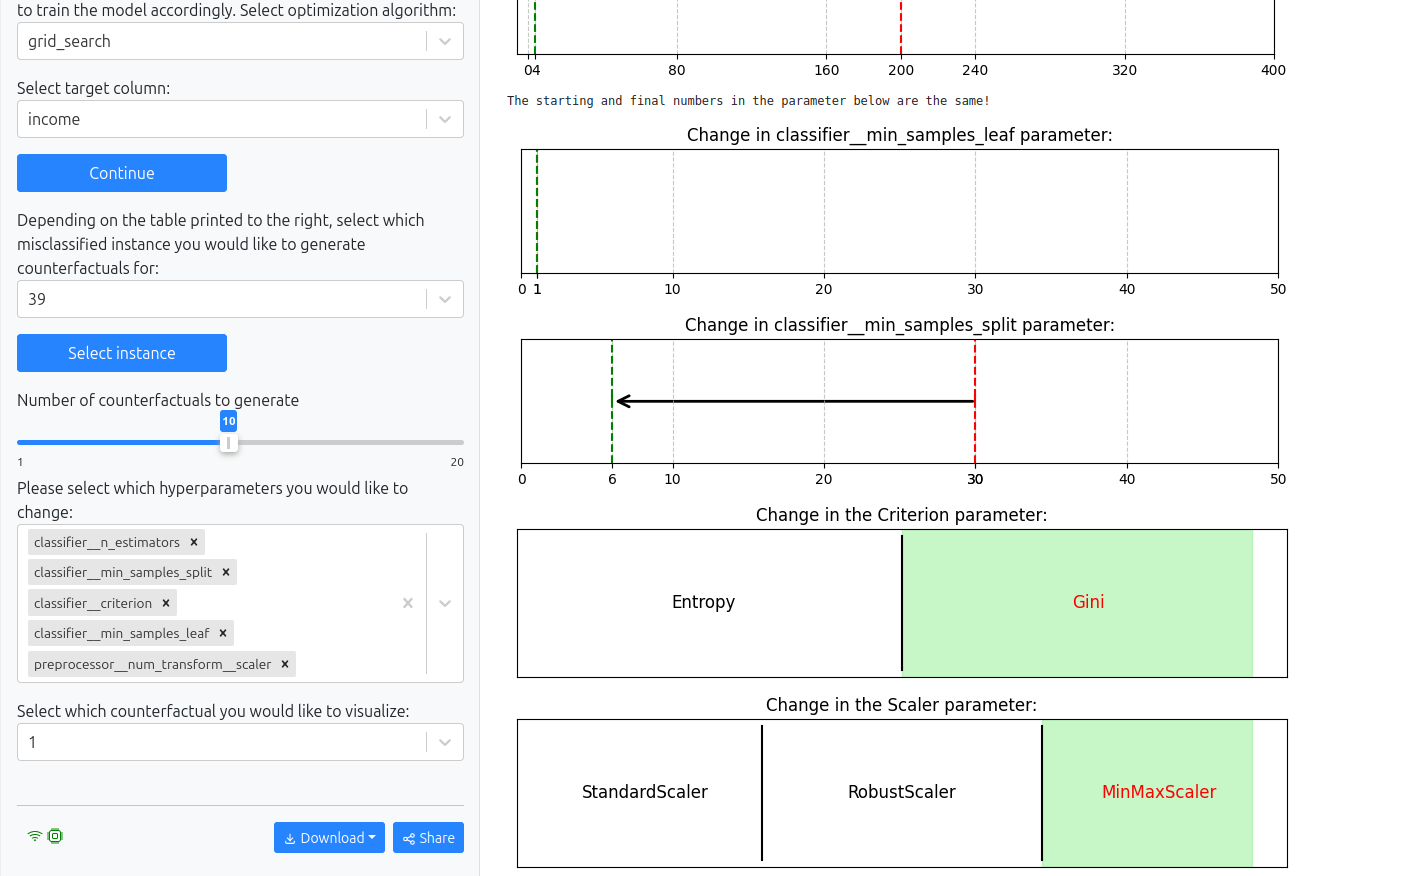 to train the model accordingly. Select optimization algorithm:
grid_search
Select target column:
income
Continue
Depending on the table printed to the right, select which
misclassified instance you would like to generate
counterfactuals for:
39
Select instance
Number of counterfactuals to generate
10
1 20
Please select which hyperparameters you would like to
change:
classifier__n_estimators ×
classifier__min_samples_split ×
classifier__criterion ×
classifier__min_samples_leaf ×
preprocessor__num_transform__scaler ×
Select which counterfactual you would like to visualize:
1
Download Share
0 4 80 160 200 240 320 400
The starting and final numbers in the parameter below are the same!
Change in classifier__min_samples_leaf parameter:
0 1 10 20 30 40 50
Change in classifier__min_samples_split parameter:
0 6 10 20 30 40 50
Change in the Criterion parameter:
Entropy Gini
Change in the Scaler parameter:
StandardScaler RobustScaler MinMaxScaler